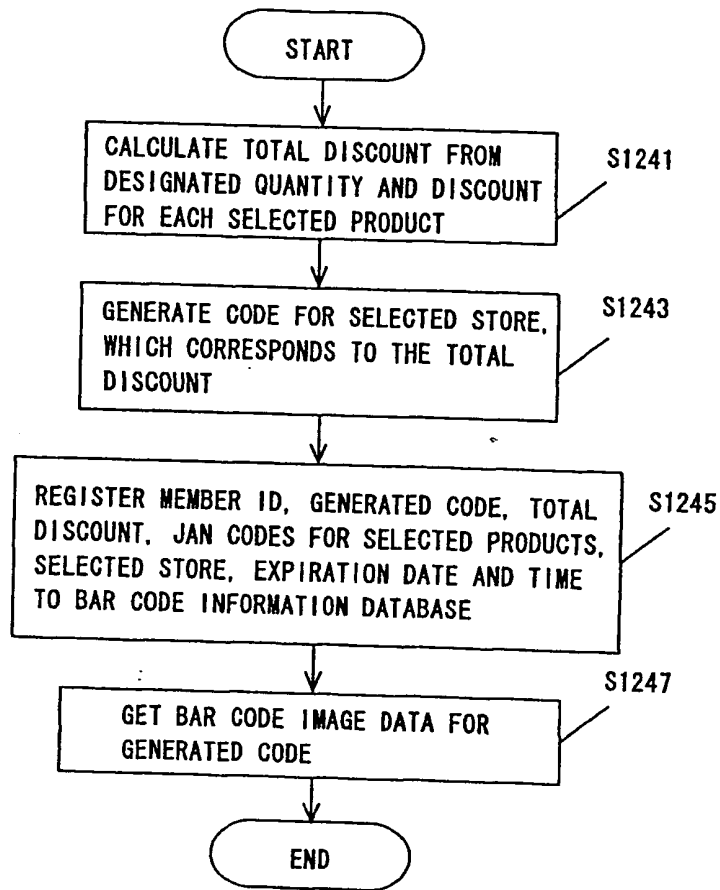 START
CALCULATE TOTAL DISCOUNT FROM
DESIGNATED QUANTITY AND DISCOUNT
FOR EACH SELECTED PRODUCT
S1241
GENERATE CODE FOR SELECTED STORE,
WHICH CORRESPONDS TO THE TOTAL
DISCOUNT
S1243
REGISTER MEMBER ID, GENERATED CODE, TOTAL
DISCOUNT, JAN CODES FOR SELECTED PRODUCTS,
SELECTED STORE, EXPIRATION DATE AND TIME
TO BAR CODE INFORMATION DATABASE
S1245
GET BAR CODE IMAGE DATA FOR
GENERATED CODE
S1247
END